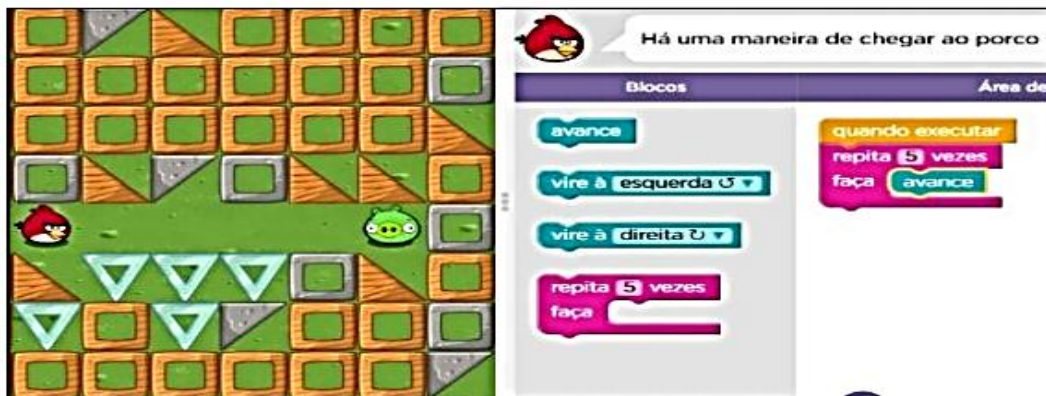 Há uma maneira de chegar ao porco
Blocos
Área de
avance
vire à esquerda ↺ ▼
vire à direita ↻ ▼
repita 5 vezes
faça
quando executar
repita 5 vezes
faça avance